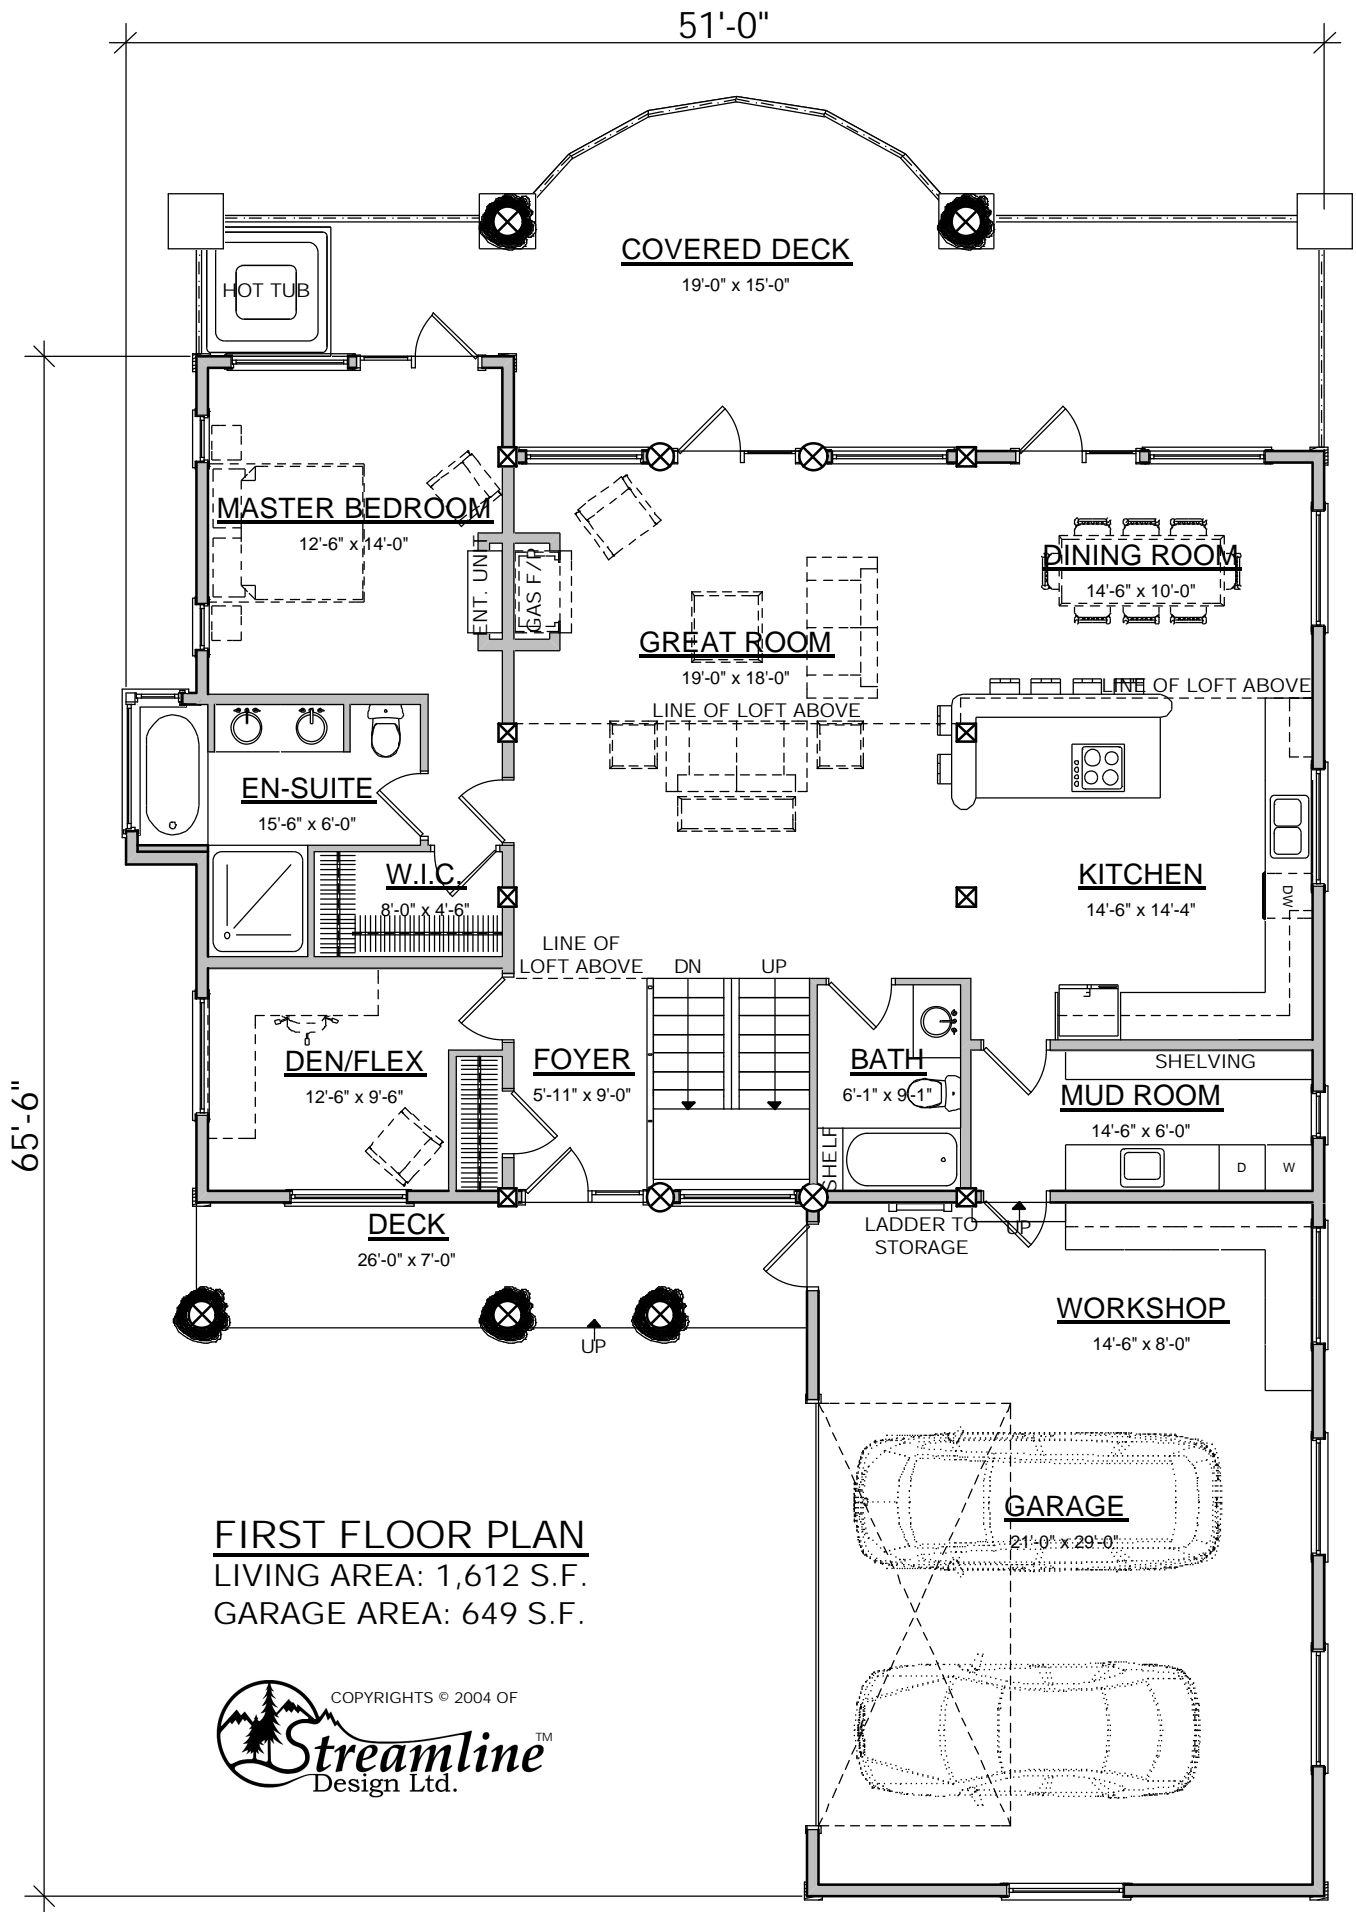 51'-0"
COVERED DECK
19'-0" x 15'-0"
HOT TUB
MASTER BEDROOM
12'-6" x 14'-0"
ENT. UNIT
GAS F/P
DINING ROOM
14'-6" x 10'-0"
GREAT ROOM
19'-0" x 18'-0"
LINE OF LOFT ABOVE
LINE OF LOFT ABOVE
EN-SUITE
15'-6" x 6'-0"
W.I.C.
8'-0" x 4'-6"
KITCHEN
14'-6" x 14'-4"
DW
F
LINE OF
LOFT ABOVE
DN
UP
DEN/FLEX
12'-6" x 9'-6"
FOYER
5'-11" x 9'-0"
BATH
6'-1" x 9'-1"
SHELF
SHELVING
MUD ROOM
14'-6" x 6'-0"
D
W
65'-6"
DECK
26'-0" x 7'-0"
UP
LADDER TO
STORAGE
UP
WORKSHOP
14'-6" x 8'-0"
GARAGE
21'-0" x 29'-0"
FIRST FLOOR PLAN
LIVING AREA: 1,612 S.F.
GARAGE AREA: 649 S.F.
COPYRIGHTS © 2004 OF
Streamline™
Design Ltd.